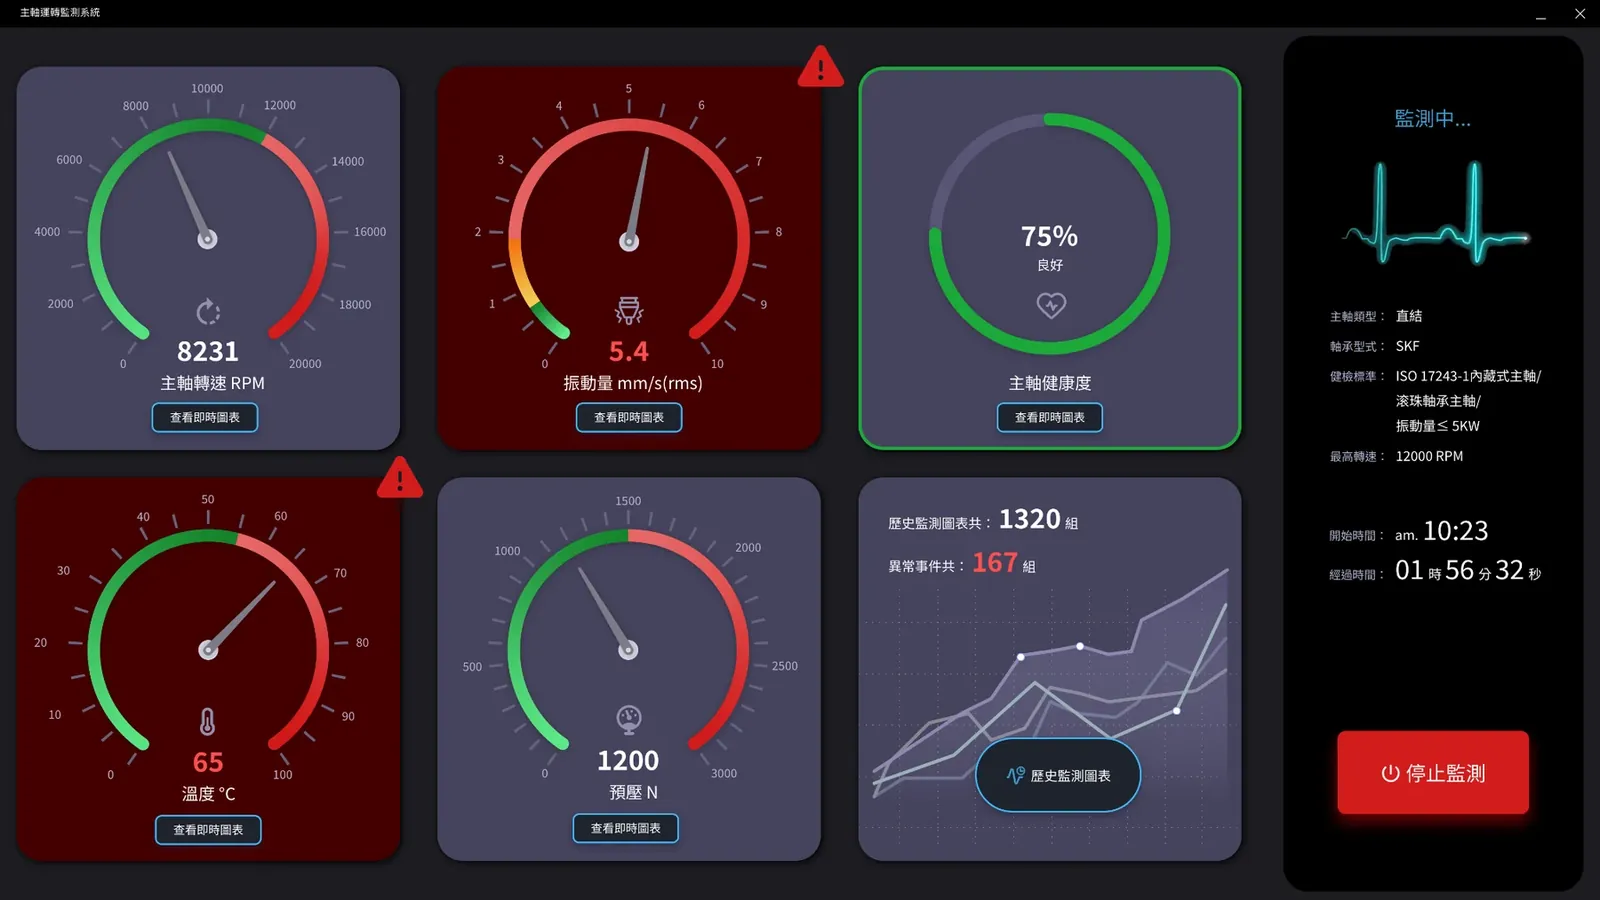 主軸運轉監測系統
10000
8000
12000
6000
14000
4000
16000
2000
18000
0
20000
8231
主軸轉速 RPM
查看即時圖表
5
4
6
3
7
2
8
1
9
0
10
5.4
振動量 mm/s(rms)
查看即時圖表
75%
良好
主軸健康度
查看即時圖表
50
40
60
30
70
20
80
10
90
0
100
65
溫度 °C
查看即時圖表
1500
1000
2000
500
2500
0
3000
1200
預壓 N
查看即時圖表
歷史監測圖表共： 1320 組
異常事件共： 167 組
歷史監測圖表
監測中...
主軸類型： 直結
軸承型式： SKF
健檢標準： ISO 17243-1內藏式主軸/
滾珠軸承主軸/
振動量≤ 5KW
最高轉速： 12000 RPM
開始時間： am. 10:23
經過時間： 01 時 56 分 32 秒
停止監測